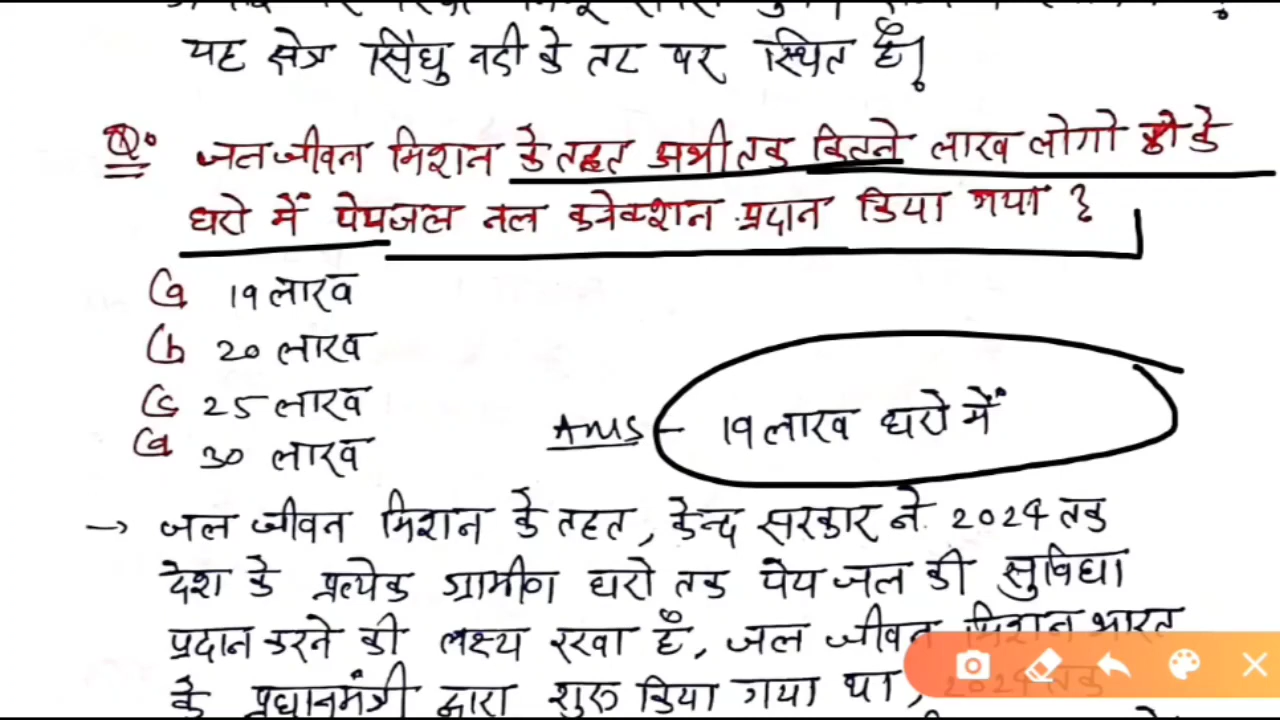 यह क्षेत्र सिंधु नदी के तट पर स्थित है।
Q. जल जीवन मिशन के तहत अभी तक कितने लाख लोगो के
घरो में पेयजल नल कनेक्शन प्रदान किया गया ?
(a 19 लाख
(b 20 लाख
(c 25 लाख
(d 30 लाख
Ans - 19 लाख घरो में
→ जल जीवन मिशन के तहत, केन्द्र सरकार ने 2024 तक
देश के प्रत्येक ग्रामीण घरो तक पेय जल की सुविधा
प्रदान करने की लक्ष्य रखा है, जल जीवन मिशन भारत
के प्रधानमंत्री द्वारा शुरू किया गया था, 2024 तक